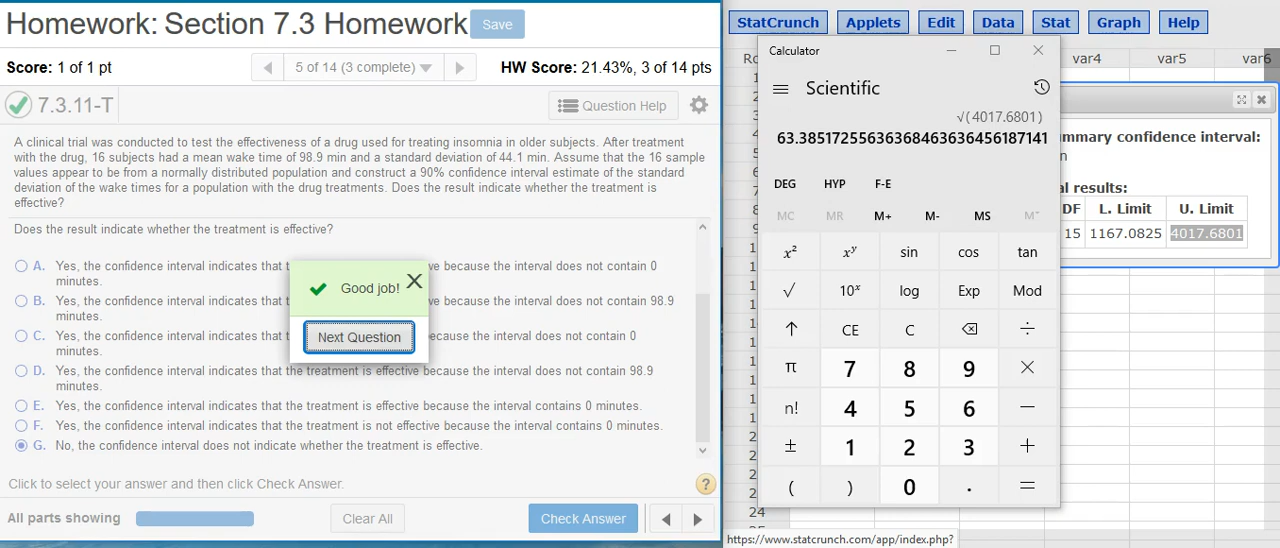 Homework: Section 7.3 Homework
Save
Score: 1 of 1 pt
5 of 14 (3 complete)
HW Score: 21.43%, 3 of 14 pts
7.3.11-T
Question Help
A clinical trial was conducted to test the effectiveness of a drug used for treating insomnia in older subjects. After treatment
with the drug, 16 subjects had a mean wake time of 98.9 min and a standard deviation of 44.1 min. Assume that the 16 sample
values appear to be from a normally distributed population and construct a 90% confidence interval estimate of the standard
deviation of the wake times for a population with the drug treatments. Does the result indicate whether the treatment is
effective?
Does the result indicate whether the treatment is effective?
A. Yes, the confidence interval indicates that t ve because the interval does not contain 0
minutes.
B. Yes, the confidence interval indicates that t ve because the interval does not contain 98.9
minutes.
C. Yes, the confidence interval indicates that t ecause the interval does not contain 0
minutes.
D. Yes, the confidence interval indicates that the treatment is effective because the interval does not contain 98.9
minutes.
E. Yes, the confidence interval indicates that the treatment is effective because the interval contains 0 minutes.
F. Yes, the confidence interval indicates that the treatment is not effective because the interval contains 0 minutes.
G. No, the confidence interval does not indicate whether the treatment is effective.
Good job! X
Next Question
Click to select your answer and then click Check Answer.
?
All parts showing
Clear All
Check Answer
StatCrunch
Applets
Edit
Data
Stat
Graph
Help
Ro
var4
var5
var6
mmary confidence interval:
n
al results:
DF L. Limit U. Limit
15 1167.0825 4017.6801
24
https://www.statcrunch.com/app/index.php?
Calculator
Scientific
√(4017.6801)
63.38517255636368463636456187141
DEG HYP F-E
MC MR M+ M- MS M˅
x² xʸ sin cos tan
√ 10ˣ log Exp Mod
↑ CE C ⌫ ÷
π 7 8 9 ×
n! 4 5 6 −
± 1 2 3 +
( ) 0 . =